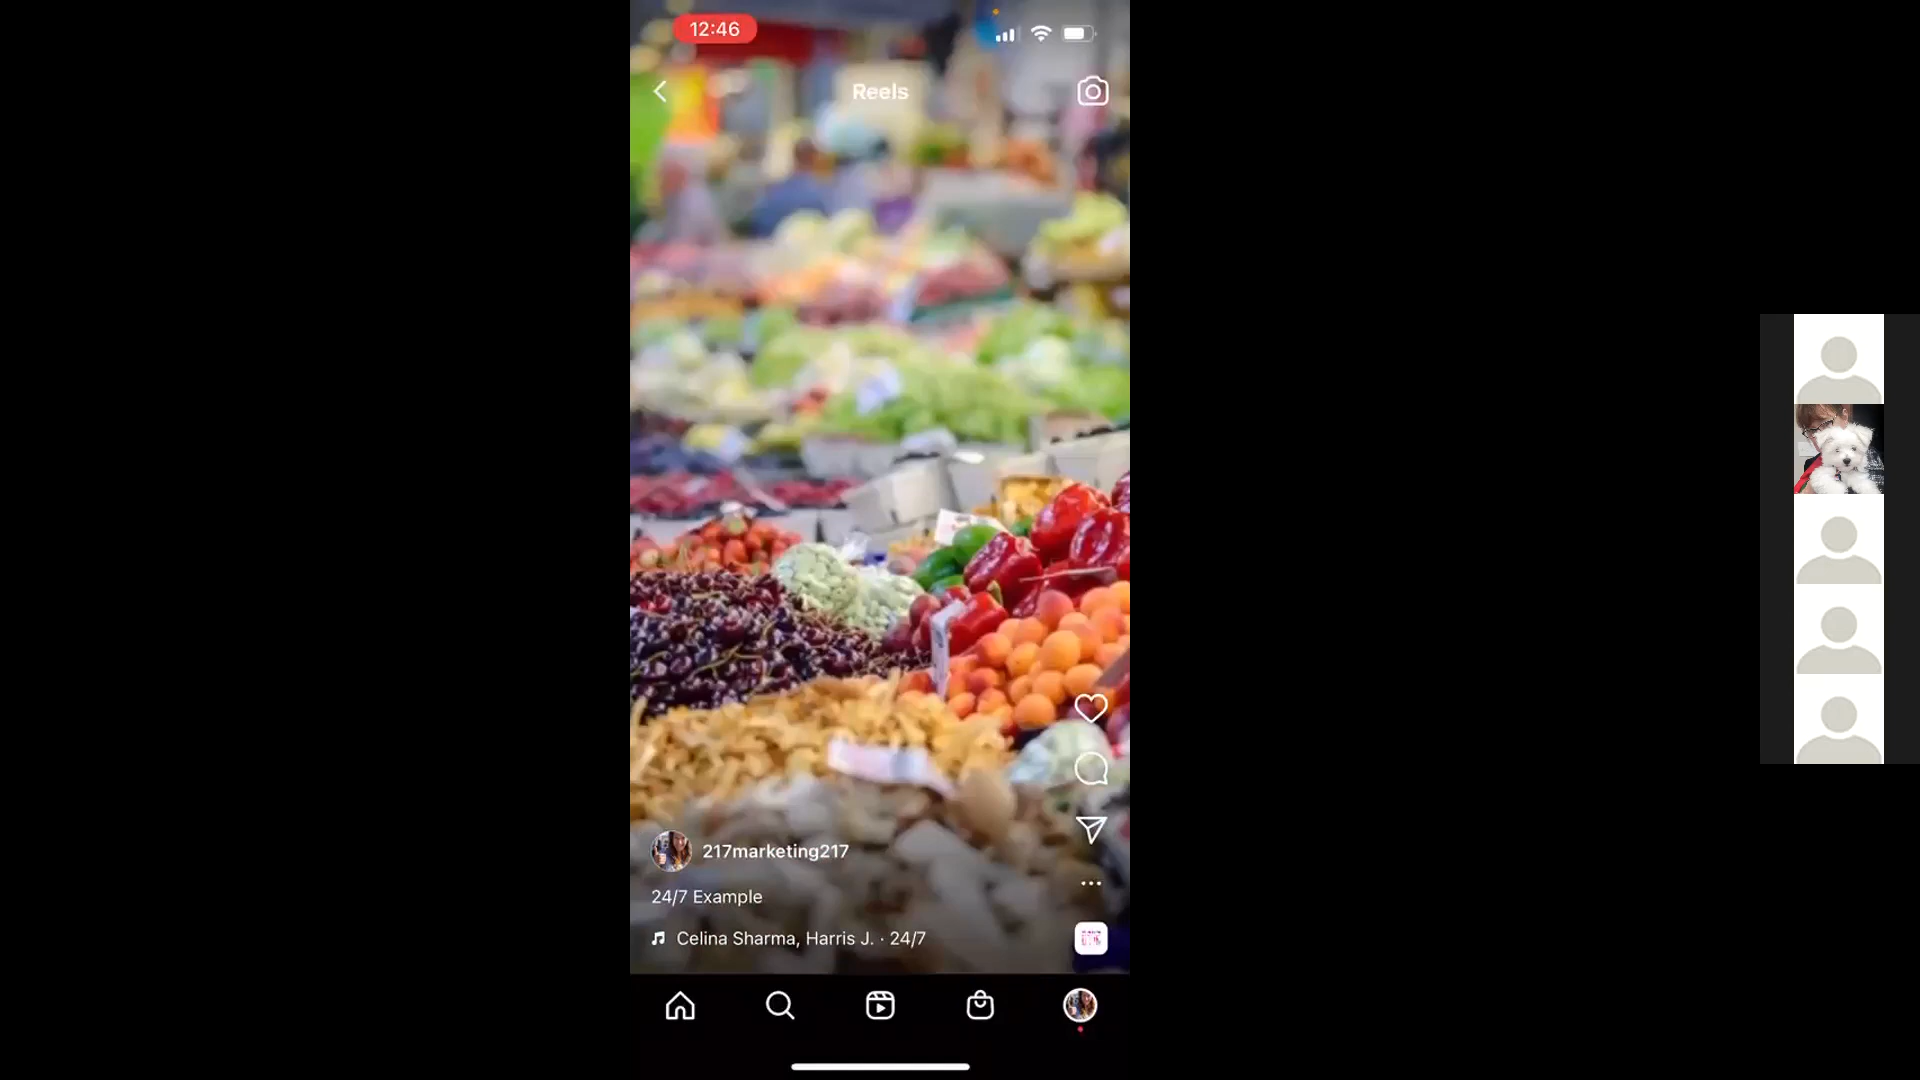 12:46
Reels
217marketing217
24/7 Example
Celina Sharma, Harris J. · 24/7